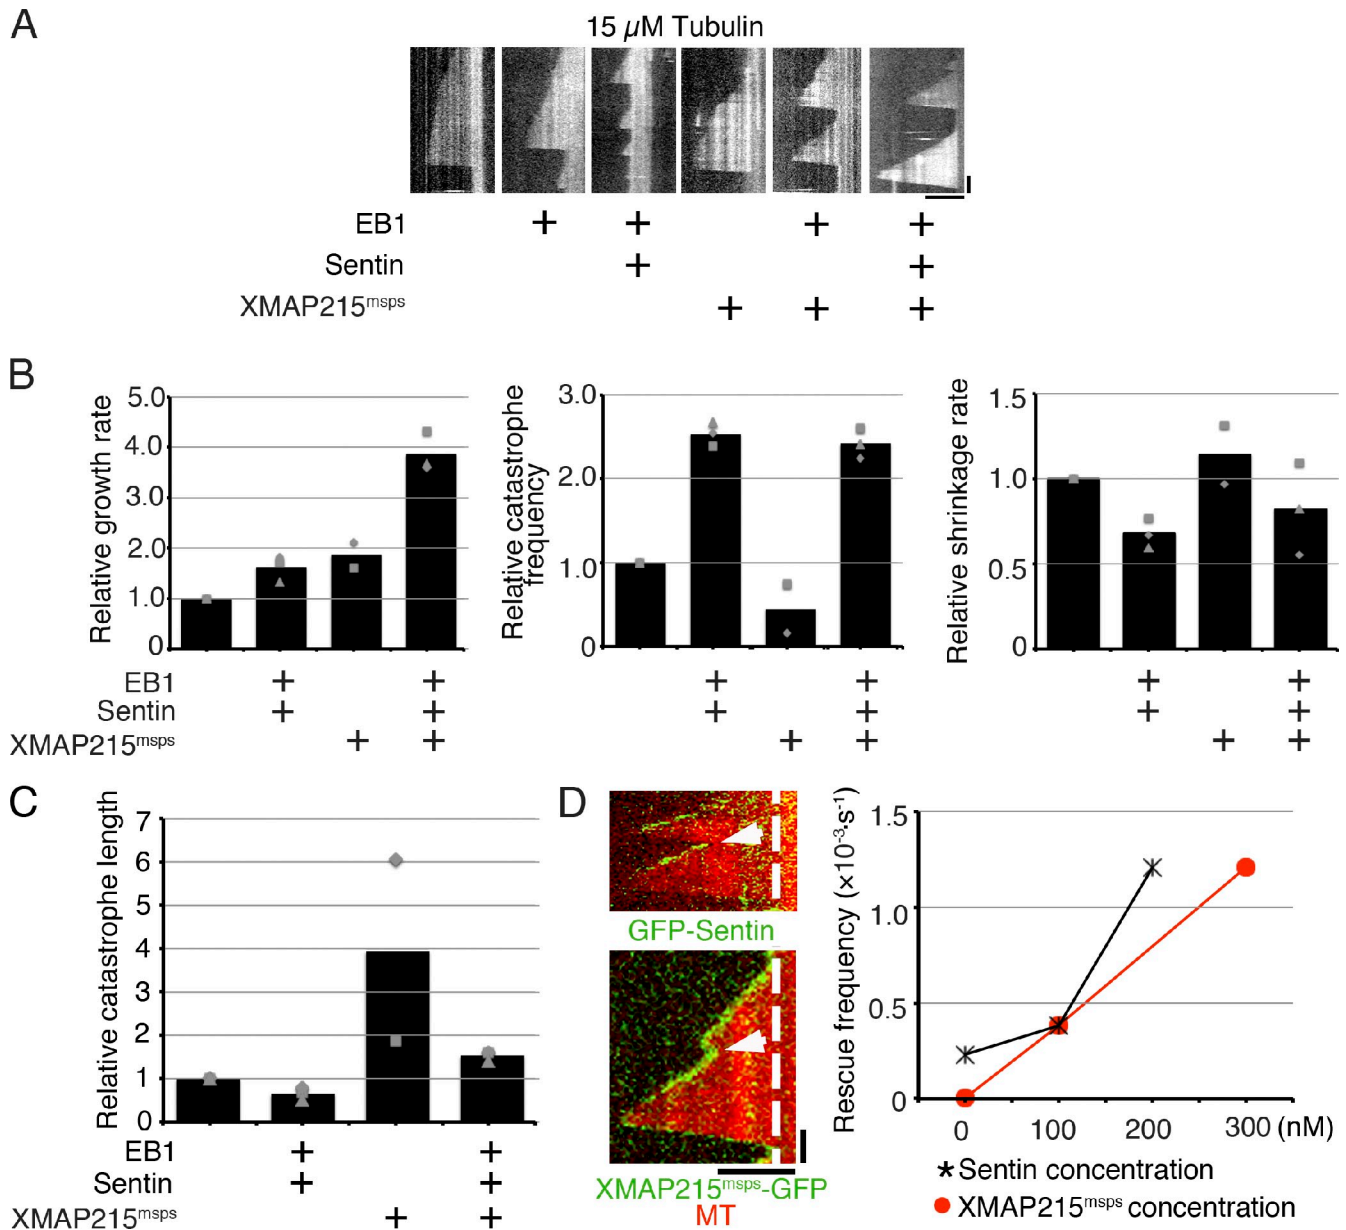 A
15 µM Tubulin
EB1 + + + +
Sentin + +
XMAP215msps + + +
B
Relative growth rate
5.0
4.0
3.0
2.0
1.0
0
EB1 + +
Sentin + +
XMAP215msps + +
Relative catastrophe
frequency
3.0
2.0
1.0
0
+ +
+ +
+ +
Relative shrinkage rate
1.5
1.0
0.5
0
+ +
+ +
+ +
C
Relative catastrophe length
7
6
5
4
3
2
1
0
EB1 + +
Sentin + +
XMAP215msps + +
D
GFP-Sentin
XMAP215msps-GFP
MT
Rescue frequency (×10-3·s-1)
1.5
1.0
0.5
0
0 100 200 300 (nM)
* Sentin concentration
● XMAP215msps concentration